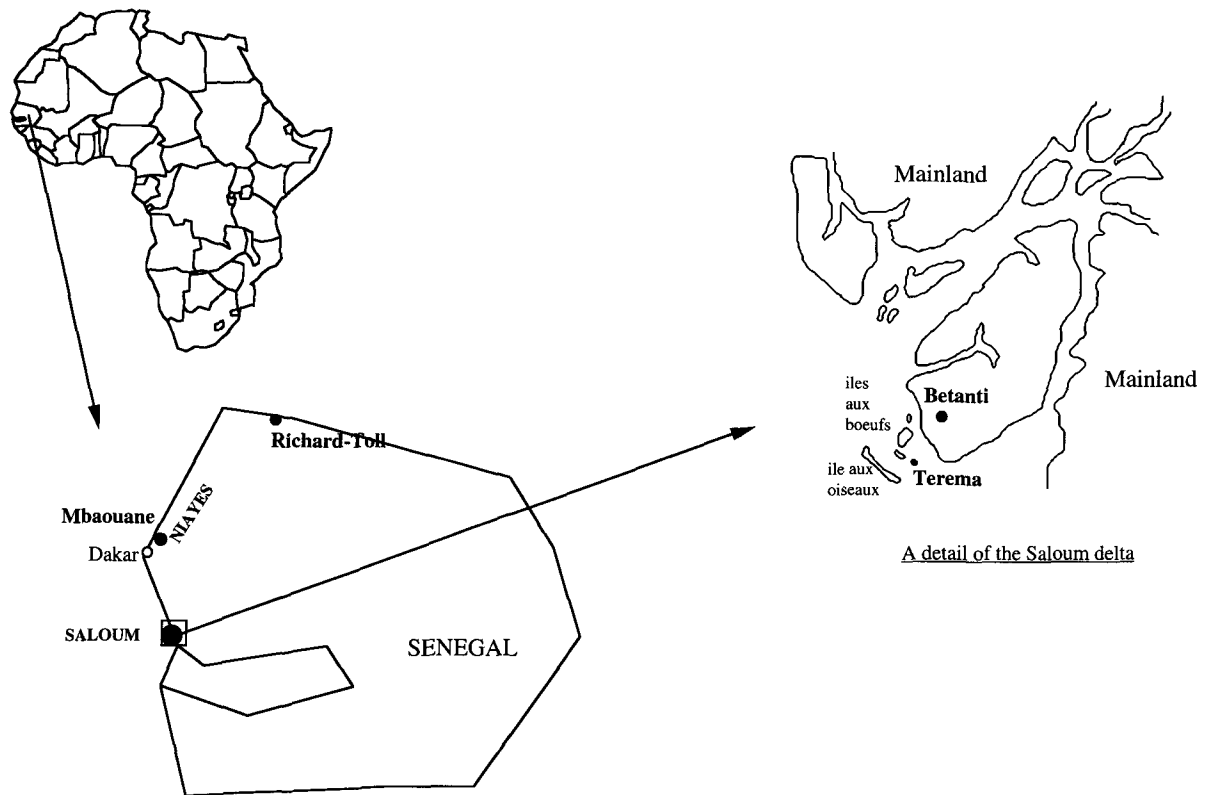 Mainland
Mainland
iles
aux
boeufs
Betanti
ile aux
oiseaux
Terema
A detail of the Saloum delta
Richard-Toll
Mbaouane
NIAYES
Dakar
SALOUM
SENEGAL